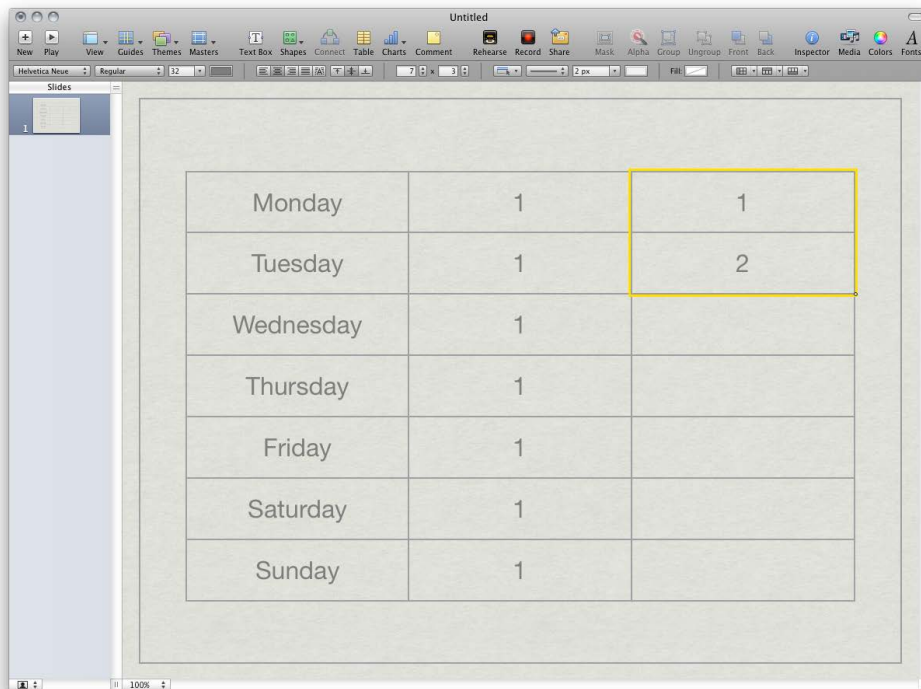 Untitled
New Play View Guides Themes Masters Text Box Shapes Connect Table Charts Comment Rehearse Record Share Mask Alpha Group Ungroup Front Back Inspector Media Colors Fonts
Helvetica Neue Regular 32 7 x 3 2 px Fill:
Slides
1
Monday 1 1
Tuesday 1 2
Wednesday 1
Thursday 1
Friday 1
Saturday 1
Sunday 1
100%